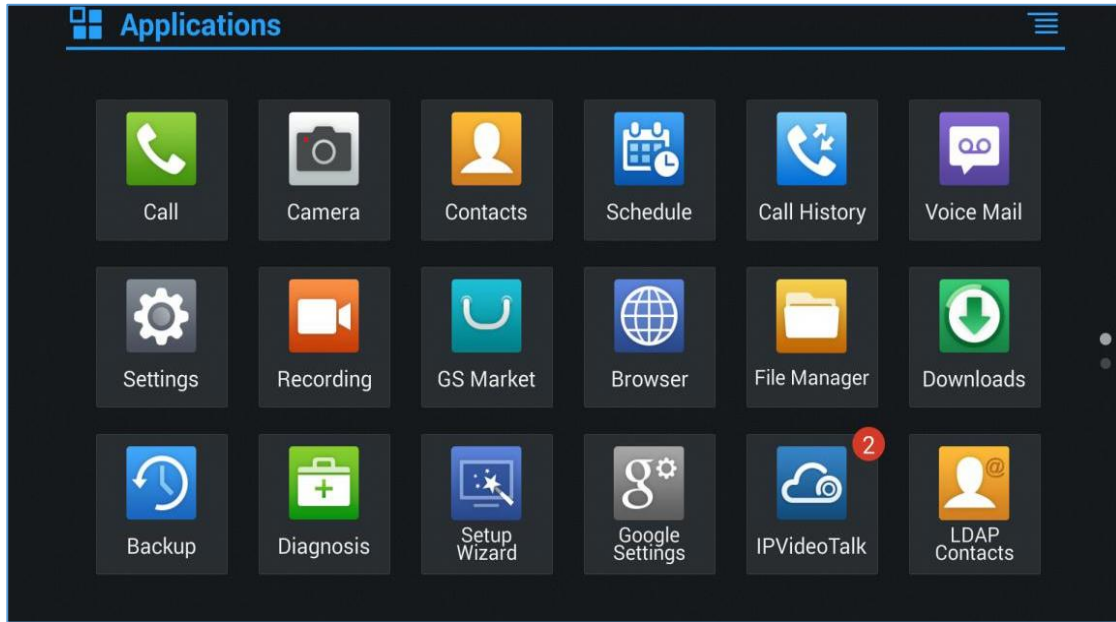 Applications
Call
Camera
Contacts
Schedule
Call History
Voice Mail
Settings
Recording
GS Market
Browser
File Manager
Downloads
2
Backup
Diagnosis
Setup
Wizard
Google
Settings
IPVideoTalk
LDAP
Contacts